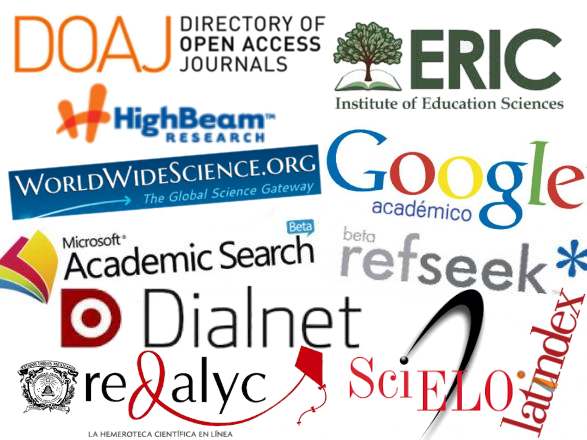 DOAJ
DIRECTORY OF
OPEN ACCESS
JOURNALS
ERIC
Institute of Education Sciences
HighBeam™
RESEARCH
WORLDWIDESCIENCE.ORG
The Global Science Gateway
Google
académico
Microsoft®
Academic Search
Beta
beta
refseek*
Dialnet
redalyc
LA HEMEROTECA CIENTÍFICA EN LÍNEA
SciELO
latindex